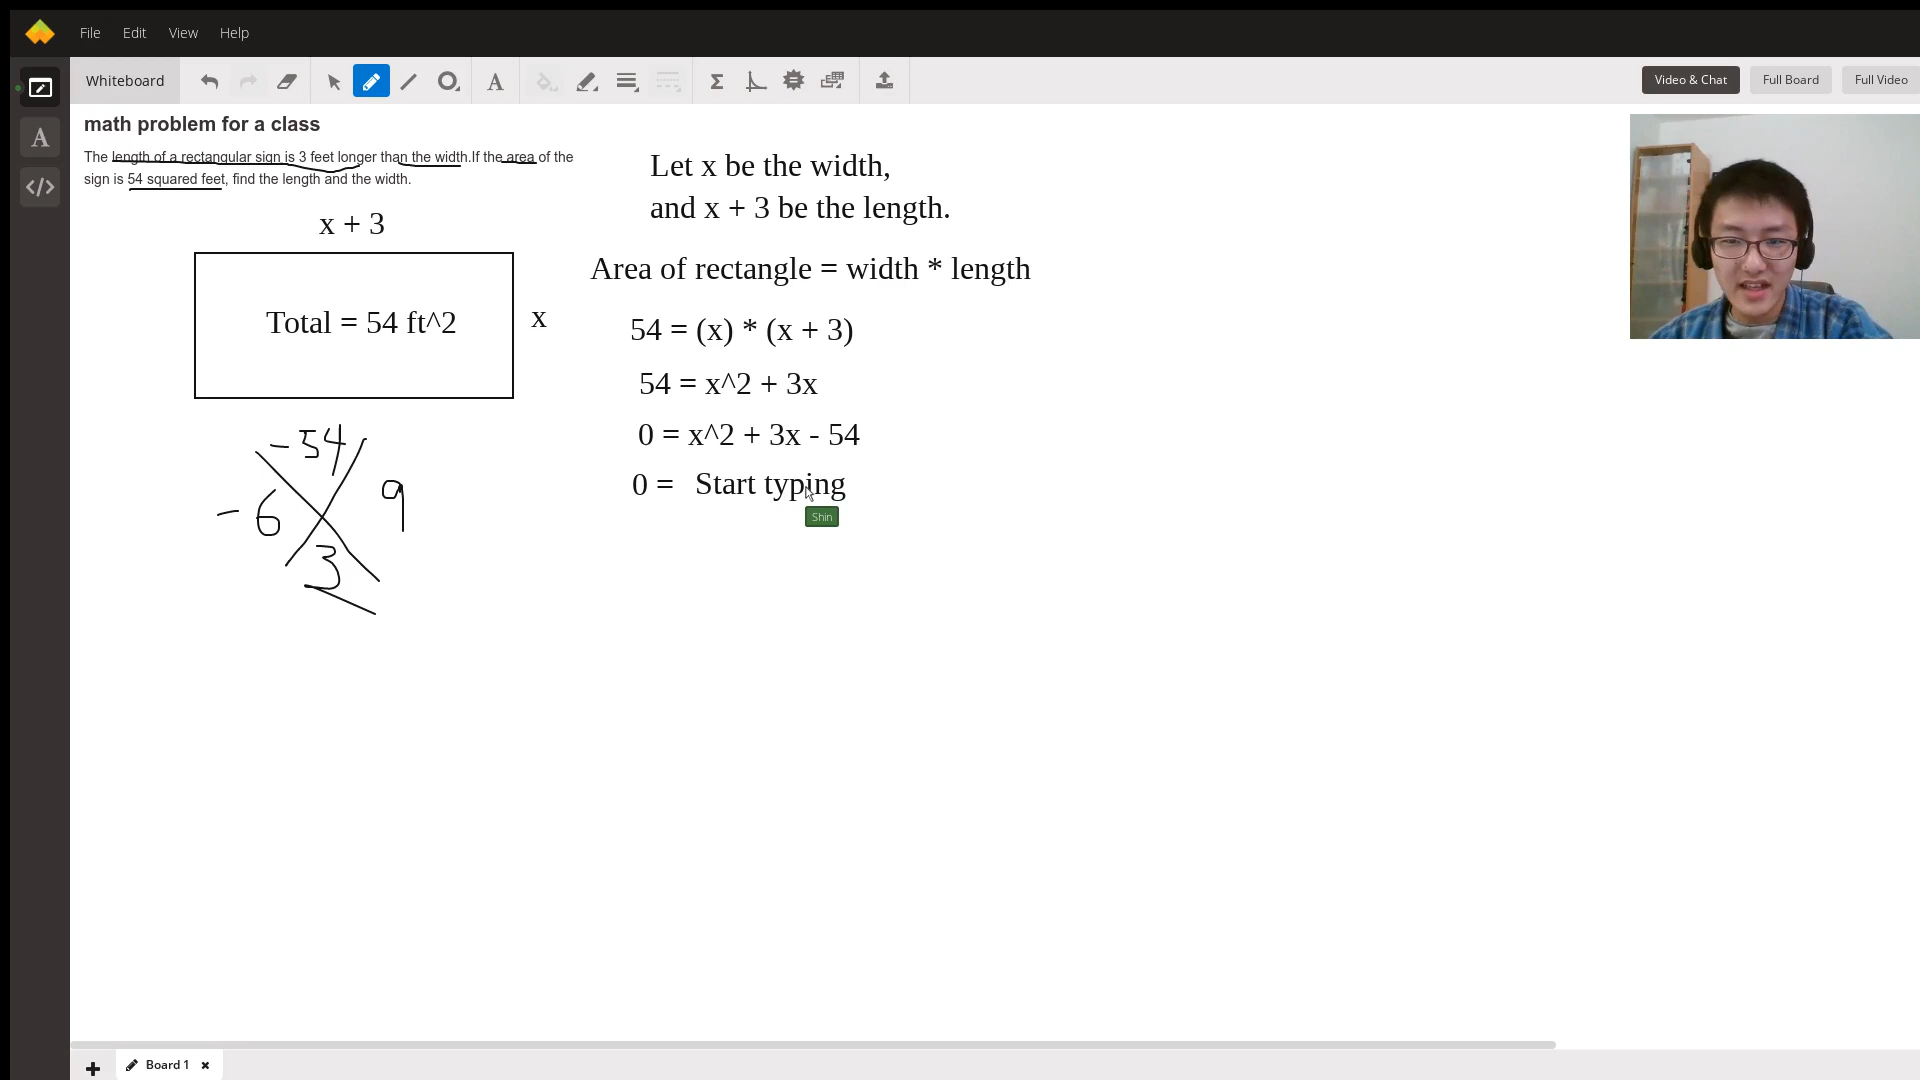 File Edit View Help
Whiteboard
Video & Chat Full Board Full Video
math problem for a class
The length of a rectangular sign is 3 feet longer than the width.If the area of the
sign is 54 squared feet, find the length and the width.
x + 3
Total = 54 ft^2
x
Let x be the width,
and x + 3 be the length.
Area of rectangle = width * length
54 = (x) * (x + 3)
54 = x^2 + 3x
0 = x^2 + 3x - 54
0 = Start typing
Shin
-54
-6 9
3
Board 1